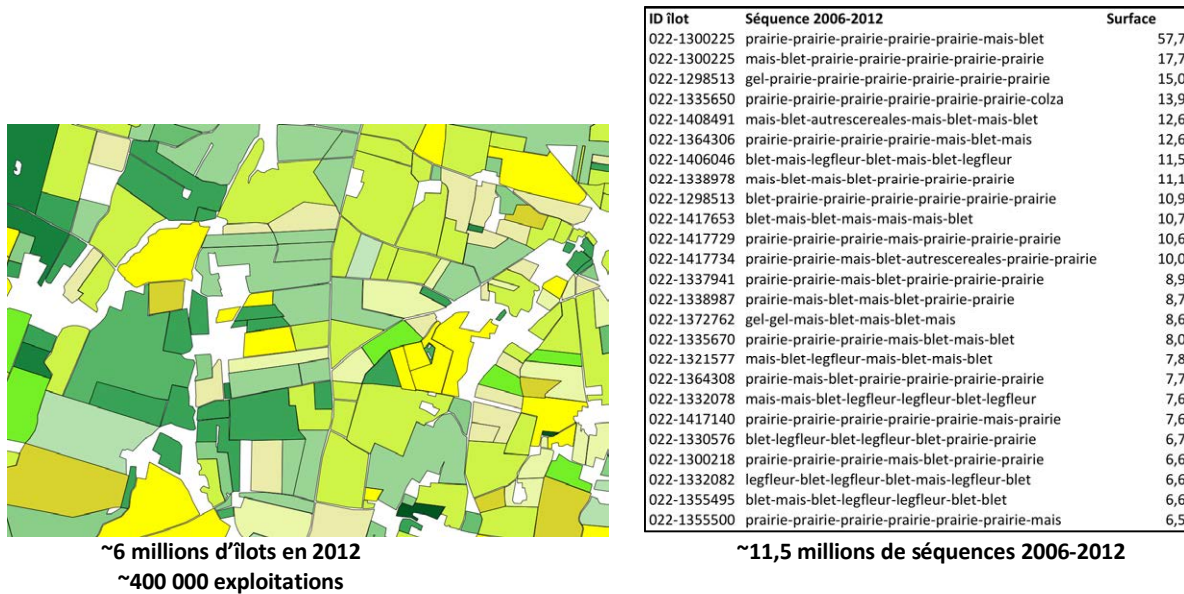 ID îlot Séquence 2006-2012 Surface
022-1300225 prairie-prairie-prairie-prairie-prairie-mais-blet 57,7
022-1300225 mais-blet-prairie-prairie-prairie-prairie-prairie 17,7
022-1298513 gel-prairie-prairie-prairie-prairie-prairie-prairie 15,0
022-1335650 prairie-prairie-prairie-prairie-prairie-prairie-colza 13,9
022-1408491 mais-blet-autrescereales-mais-blet-mais-blet 12,6
022-1364306 prairie-prairie-prairie-prairie-mais-blet-mais 12,6
022-1406046 blet-mais-legfleur-blet-mais-blet-legfleur 11,5
022-1338978 mais-blet-mais-blet-prairie-prairie-prairie 11,1
022-1298513 blet-prairie-prairie-prairie-prairie-prairie-prairie 10,9
022-1417653 blet-mais-blet-mais-mais-mais-blet 10,7
022-1417729 prairie-prairie-prairie-mais-prairie-prairie-prairie 10,6
022-1417734 prairie-prairie-mais-blet-autrescereales-prairie-prairie 10,0
022-1337941 prairie-prairie-mais-blet-prairie-prairie-prairie 8,9
022-1338987 prairie-mais-blet-mais-blet-prairie-prairie 8,7
022-1372762 gel-gel-mais-blet-mais-blet-mais 8,6
022-1335670 prairie-prairie-prairie-mais-blet-mais-blet 8,0
022-1321577 mais-blet-legfleur-mais-blet-mais-blet 7,8
022-1364308 prairie-mais-blet-prairie-prairie-prairie-prairie 7,7
022-1332078 mais-mais-blet-legfleur-legfleur-blet-legfleur 7,6
022-1417140 prairie-prairie-prairie-prairie-prairie-mais-prairie 7,6
022-1330576 blet-legfleur-blet-legfleur-blet-prairie-prairie 6,7
022-1300218 prairie-prairie-prairie-mais-blet-prairie-prairie 6,6
022-1332082 legfleur-blet-legfleur-blet-mais-legfleur-blet 6,6
022-1355495 blet-mais-blet-legfleur-legfleur-blet-blet 6,6
022-1355500 prairie-prairie-prairie-prairie-prairie-prairie-mais 6,5
~6 millions d'îlots en 2012
~400 000 exploitations
~11,5 millions de séquences 2006-2012